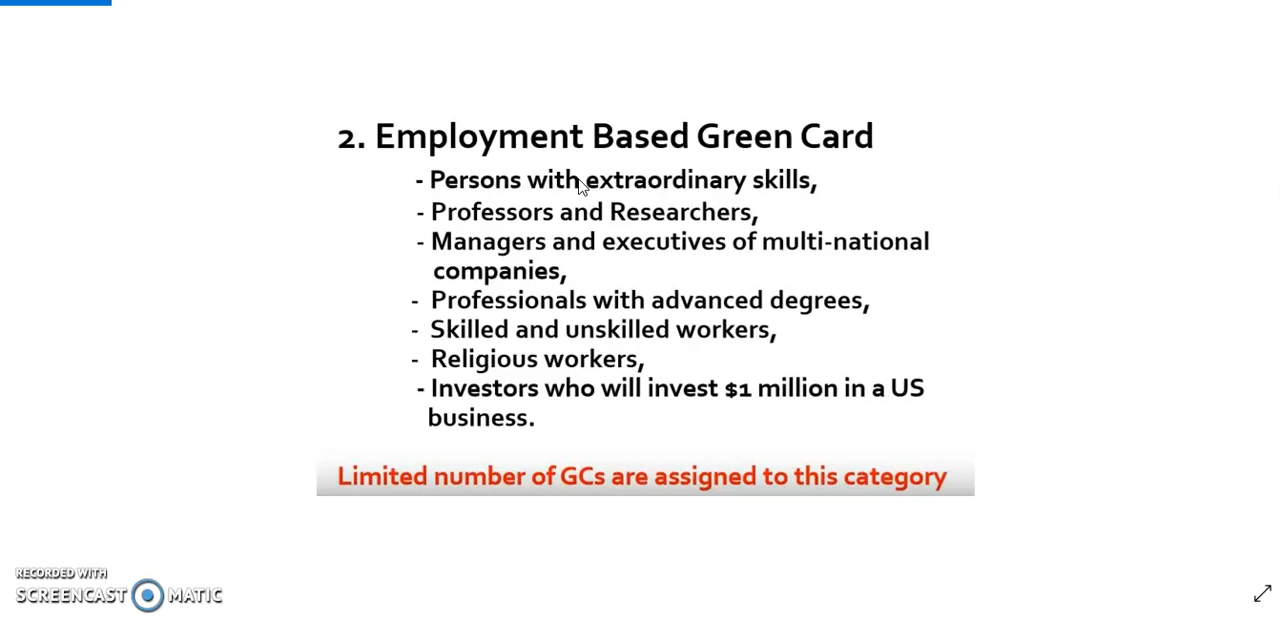 2. Employment Based Green Card
- Persons with extraordinary skills,
- Professors and Researchers,
- Managers and executives of multi-national
companies,
- Professionals with advanced degrees,
- Skilled and unskilled workers,
- Religious workers,
- Investors who will invest $1 million in a US
business.
Limited number of GCs are assigned to this category
RECORDED WITH
SCREENCAST MATIC